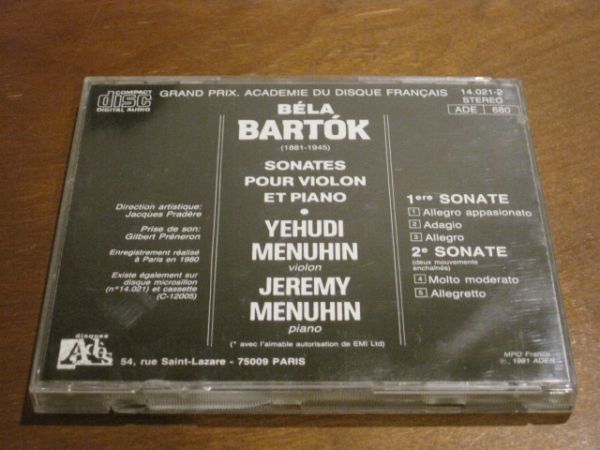 COMPACT
disc
DIGITAL AUDIO
GRAND PRIX. ACADEMIE DU DISQUE FRANÇAIS
14.021-2
STEREO
ADE 680
BÉLA
BARTÓK
(1881-1945)
SONATES
POUR VIOLON
ET PIANO
•
YEHUDI
MENUHIN
violon
JEREMY
MENUHIN
piano
(* avec l'aimable autorisation de EMI Ltd)
Direction artistique:
Jacques Pradère
Prise de son:
Gilbert Préneron
Enregistrement réalisé
à Paris en 1980
Existe également sur
disque microsillon
(n° 14.021) et cassette
(C-12005)
1ere SONATE
1 Allegro appasionato
2 Adagio
3 Allegro
2e SONATE
(deux mouvements
enchaînés)
4 Molto moderato
5 Allegretto
disques
Adès
54, rue Saint-Lazare - 75009 PARIS
MPO France
℗ 1981 ADES